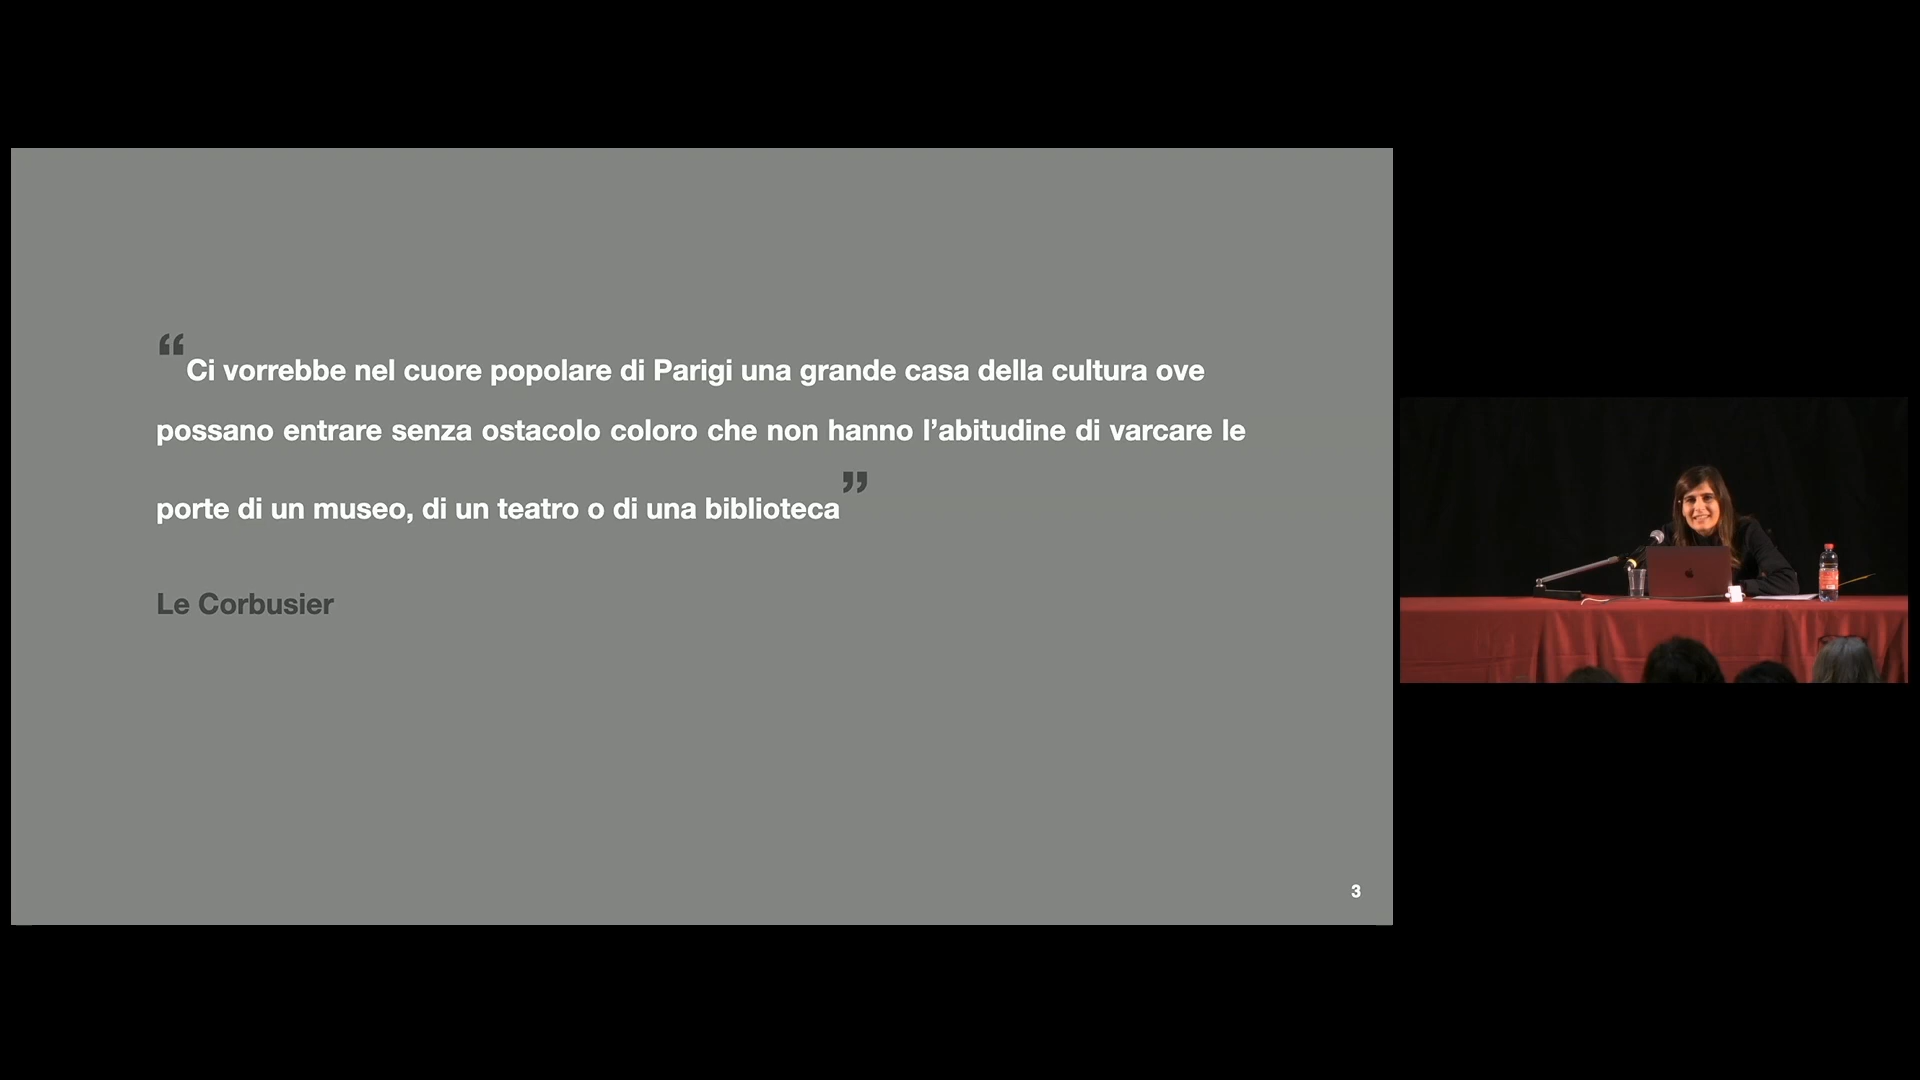 “Ci vorrebbe nel cuore popolare di Parigi una grande casa della cultura ove
possano entrare senza ostacolo coloro che non hanno l’abitudine di varcare le
porte di un museo, di un teatro o di una biblioteca”
Le Corbusier
3